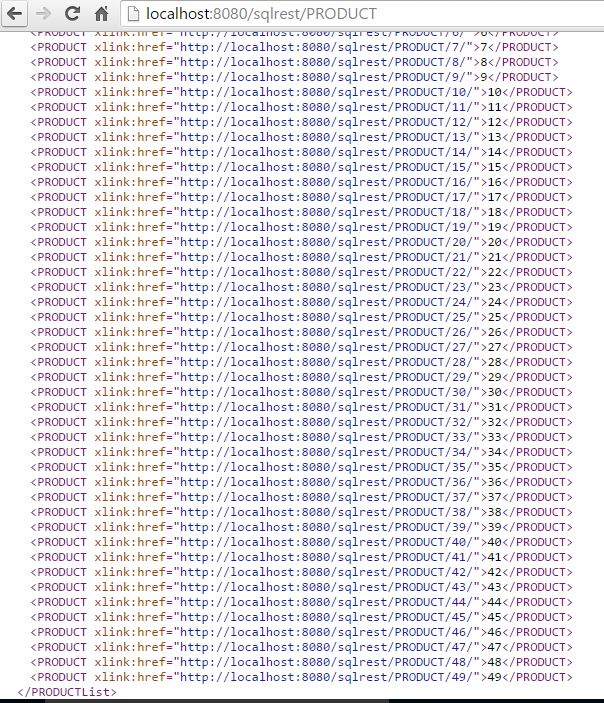 localhost:8080/sqlrest/PRODUCT
<PRODUCT xlink:href="http://localhost:8080/sqlrest/PRODUCT/6/">6</PRODUCT>
<PRODUCT xlink:href="http://localhost:8080/sqlrest/PRODUCT/7/">7</PRODUCT>
<PRODUCT xlink:href="http://localhost:8080/sqlrest/PRODUCT/8/">8</PRODUCT>
<PRODUCT xlink:href="http://localhost:8080/sqlrest/PRODUCT/9/">9</PRODUCT>
<PRODUCT xlink:href="http://localhost:8080/sqlrest/PRODUCT/10/">10</PRODUCT>
<PRODUCT xlink:href="http://localhost:8080/sqlrest/PRODUCT/11/">11</PRODUCT>
<PRODUCT xlink:href="http://localhost:8080/sqlrest/PRODUCT/12/">12</PRODUCT>
<PRODUCT xlink:href="http://localhost:8080/sqlrest/PRODUCT/13/">13</PRODUCT>
<PRODUCT xlink:href="http://localhost:8080/sqlrest/PRODUCT/14/">14</PRODUCT>
<PRODUCT xlink:href="http://localhost:8080/sqlrest/PRODUCT/15/">15</PRODUCT>
<PRODUCT xlink:href="http://localhost:8080/sqlrest/PRODUCT/16/">16</PRODUCT>
<PRODUCT xlink:href="http://localhost:8080/sqlrest/PRODUCT/17/">17</PRODUCT>
<PRODUCT xlink:href="http://localhost:8080/sqlrest/PRODUCT/18/">18</PRODUCT>
<PRODUCT xlink:href="http://localhost:8080/sqlrest/PRODUCT/19/">19</PRODUCT>
<PRODUCT xlink:href="http://localhost:8080/sqlrest/PRODUCT/20/">20</PRODUCT>
<PRODUCT xlink:href="http://localhost:8080/sqlrest/PRODUCT/21/">21</PRODUCT>
<PRODUCT xlink:href="http://localhost:8080/sqlrest/PRODUCT/22/">22</PRODUCT>
<PRODUCT xlink:href="http://localhost:8080/sqlrest/PRODUCT/23/">23</PRODUCT>
<PRODUCT xlink:href="http://localhost:8080/sqlrest/PRODUCT/24/">24</PRODUCT>
<PRODUCT xlink:href="http://localhost:8080/sqlrest/PRODUCT/25/">25</PRODUCT>
<PRODUCT xlink:href="http://localhost:8080/sqlrest/PRODUCT/26/">26</PRODUCT>
<PRODUCT xlink:href="http://localhost:8080/sqlrest/PRODUCT/27/">27</PRODUCT>
<PRODUCT xlink:href="http://localhost:8080/sqlrest/PRODUCT/28/">28</PRODUCT>
<PRODUCT xlink:href="http://localhost:8080/sqlrest/PRODUCT/29/">29</PRODUCT>
<PRODUCT xlink:href="http://localhost:8080/sqlrest/PRODUCT/30/">30</PRODUCT>
<PRODUCT xlink:href="http://localhost:8080/sqlrest/PRODUCT/31/">31</PRODUCT>
<PRODUCT xlink:href="http://localhost:8080/sqlrest/PRODUCT/32/">32</PRODUCT>
<PRODUCT xlink:href="http://localhost:8080/sqlrest/PRODUCT/33/">33</PRODUCT>
<PRODUCT xlink:href="http://localhost:8080/sqlrest/PRODUCT/34/">34</PRODUCT>
<PRODUCT xlink:href="http://localhost:8080/sqlrest/PRODUCT/35/">35</PRODUCT>
<PRODUCT xlink:href="http://localhost:8080/sqlrest/PRODUCT/36/">36</PRODUCT>
<PRODUCT xlink:href="http://localhost:8080/sqlrest/PRODUCT/37/">37</PRODUCT>
<PRODUCT xlink:href="http://localhost:8080/sqlrest/PRODUCT/38/">38</PRODUCT>
<PRODUCT xlink:href="http://localhost:8080/sqlrest/PRODUCT/39/">39</PRODUCT>
<PRODUCT xlink:href="http://localhost:8080/sqlrest/PRODUCT/40/">40</PRODUCT>
<PRODUCT xlink:href="http://localhost:8080/sqlrest/PRODUCT/41/">41</PRODUCT>
<PRODUCT xlink:href="http://localhost:8080/sqlrest/PRODUCT/42/">42</PRODUCT>
<PRODUCT xlink:href="http://localhost:8080/sqlrest/PRODUCT/43/">43</PRODUCT>
<PRODUCT xlink:href="http://localhost:8080/sqlrest/PRODUCT/44/">44</PRODUCT>
<PRODUCT xlink:href="http://localhost:8080/sqlrest/PRODUCT/45/">45</PRODUCT>
<PRODUCT xlink:href="http://localhost:8080/sqlrest/PRODUCT/46/">46</PRODUCT>
<PRODUCT xlink:href="http://localhost:8080/sqlrest/PRODUCT/47/">47</PRODUCT>
<PRODUCT xlink:href="http://localhost:8080/sqlrest/PRODUCT/48/">48</PRODUCT>
<PRODUCT xlink:href="http://localhost:8080/sqlrest/PRODUCT/49/">49</PRODUCT>
</PRODUCTList>